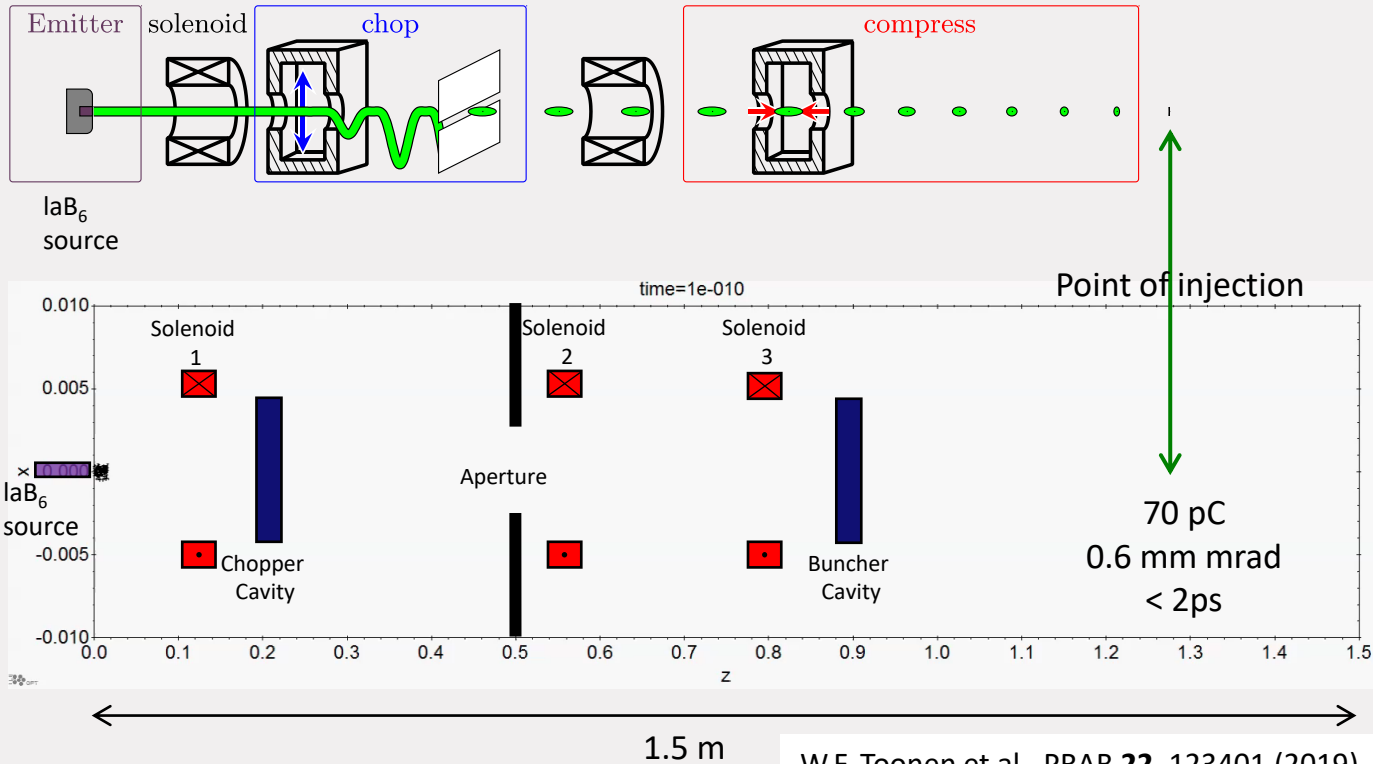 Emitter
solenoid
chop
compress
laB6
source
time=1e-010
Point of injection
0.010
0.005
x
0.000
-0.005
-0.010
Solenoid
1
Solenoid
2
Solenoid
3
laB6
source
Aperture
Chopper
Cavity
Buncher
Cavity
70 pC
0.6 mm mrad
< 2ps
0.0 0.1 0.2 0.3 0.4 0.5 0.6 0.7 0.8 0.9 1.0 1.1 1.2 1.3 1.4 1.5
z
GPT
1.5 m
W.F. Toonen et al., PRAB 22, 123401 (2019)